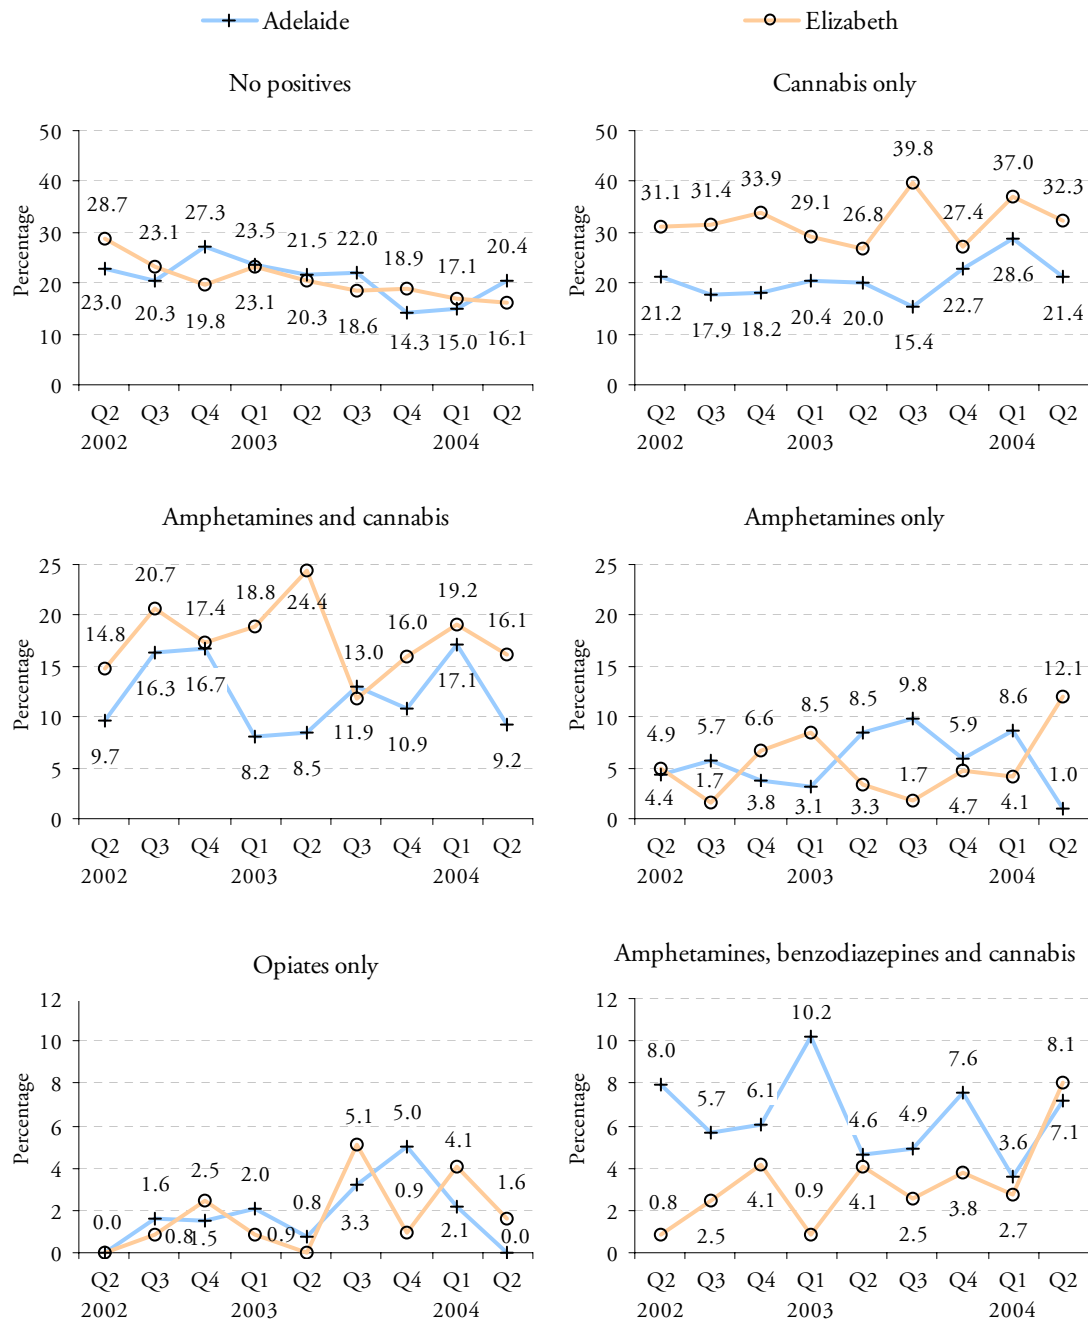 Adelaide Elizabeth
No positives
50
40
30
20
10
0
Percentage
28.7 23.1 27.3 23.5 21.5 22.0 18.9 17.1 20.4
23.0 20.3 19.8 23.1 20.3 18.6 14.3 15.0 16.1
Q2 Q3 Q4 Q1 Q2 Q3 Q4 Q1 Q2
2002 2003 2004
Cannabis only
50
40
30
20
10
0
Percentage
31.1 31.4 33.9 29.1 26.8 39.8 27.4 37.0 32.3
21.2 17.9 18.2 20.4 20.0 15.4 22.7 28.6 21.4
Q2 Q3 Q4 Q1 Q2 Q3 Q4 Q1 Q2
2002 2003 2004
Amphetamines and cannabis
25
20
15
10
5
0
Percentage
14.8 20.7 17.4 18.8 24.4 13.0 16.0 19.2 16.1
9.7 16.3 16.7 8.2 8.5 11.9 10.9 17.1 9.2
Q2 Q3 Q4 Q1 Q2 Q3 Q4 Q1 Q2
2002 2003 2004
Amphetamines only
25
20
15
10
5
0
Percentage
4.9 5.7 6.6 8.5 8.5 9.8 5.9 8.6 12.1
4.4 1.7 3.8 3.1 3.3 1.7 4.7 4.1 1.0
Q2 Q3 Q4 Q1 Q2 Q3 Q4 Q1 Q2
2002 2003 2004
Opiates only
12
10
8
6
4
2
0
Percentage
0.0 1.6 2.5 2.0 0.8 5.1 5.0 4.1 1.6
0.8 1.5 0.9 3.3 0.9 2.1 0.0
Q2 Q3 Q4 Q1 Q2 Q3 Q4 Q1 Q2
2002 2003 2004
Amphetamines, benzodiazepines and cannabis
12
10
8
6
4
2
0
Percentage
8.0 5.7 6.1 10.2 4.6 4.9 7.6 3.6 8.1
0.8 2.5 4.1 0.9 4.1 2.5 3.8 2.7 7.1
Q2 Q3 Q4 Q1 Q2 Q3 Q4 Q1 Q2
2002 2003 2004